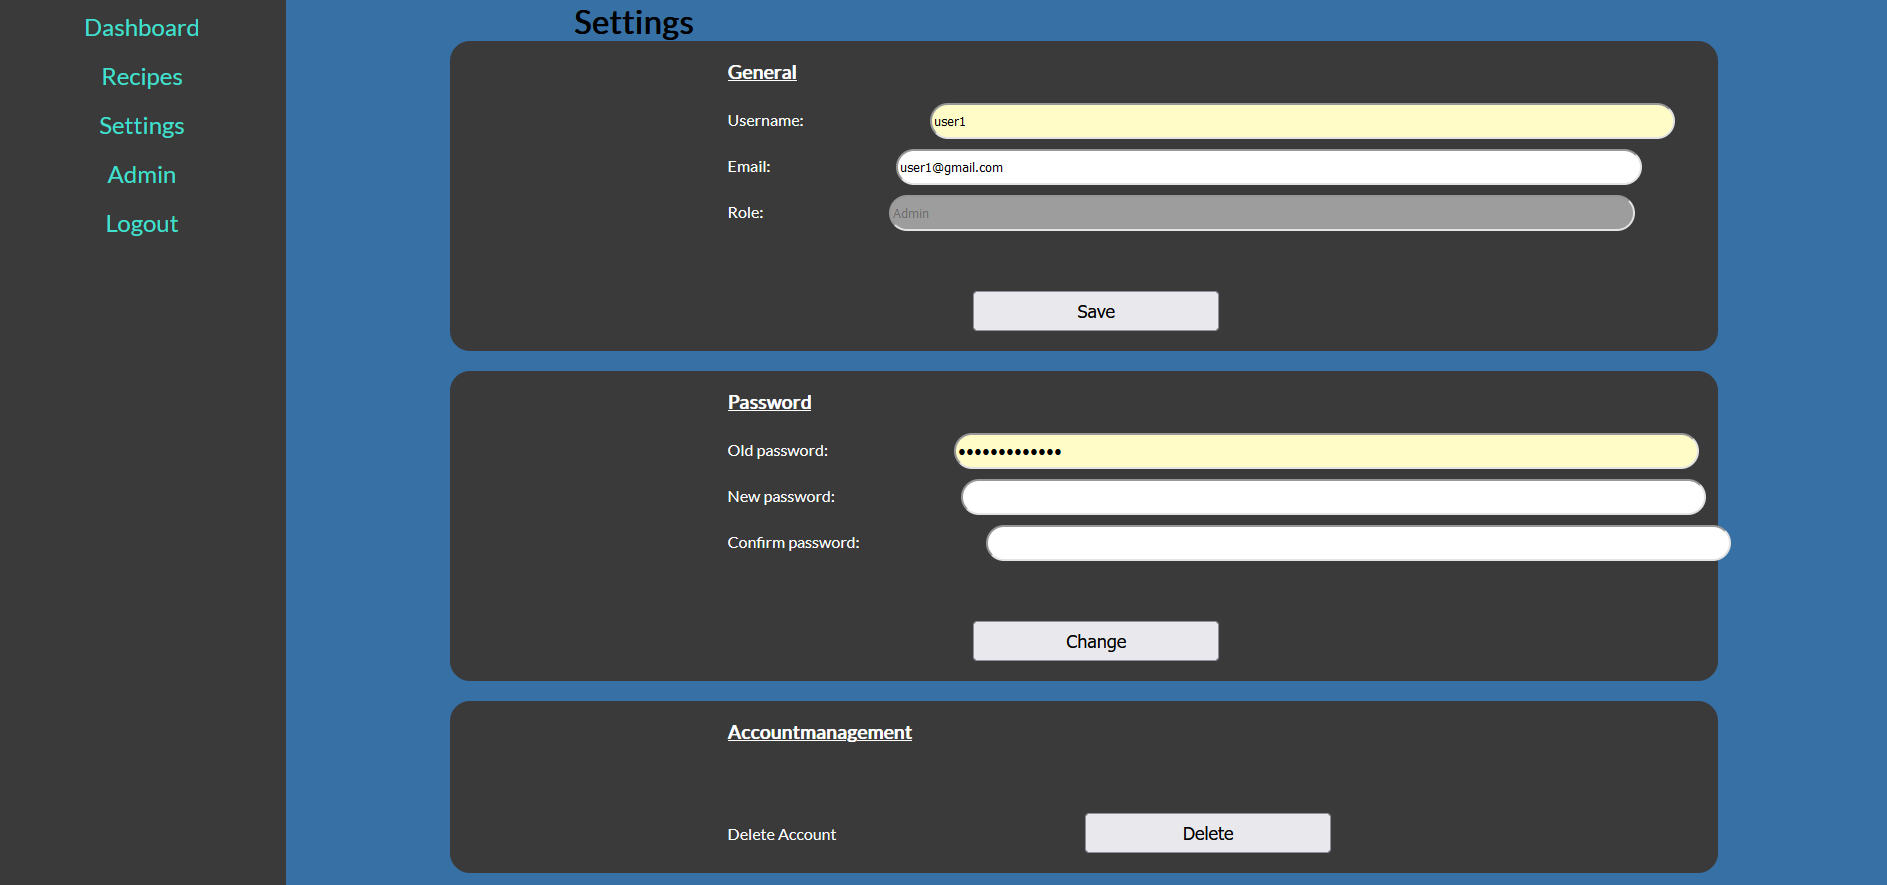 Dashboard
Recipes
Settings
Admin
Logout
Settings
General
Username: user1
Email: user1@gmail.com
Role: Admin
Save
Password
Old password: •••••••••••••
New password:
Confirm password:
Change
Accountmanagement
Delete Account Delete